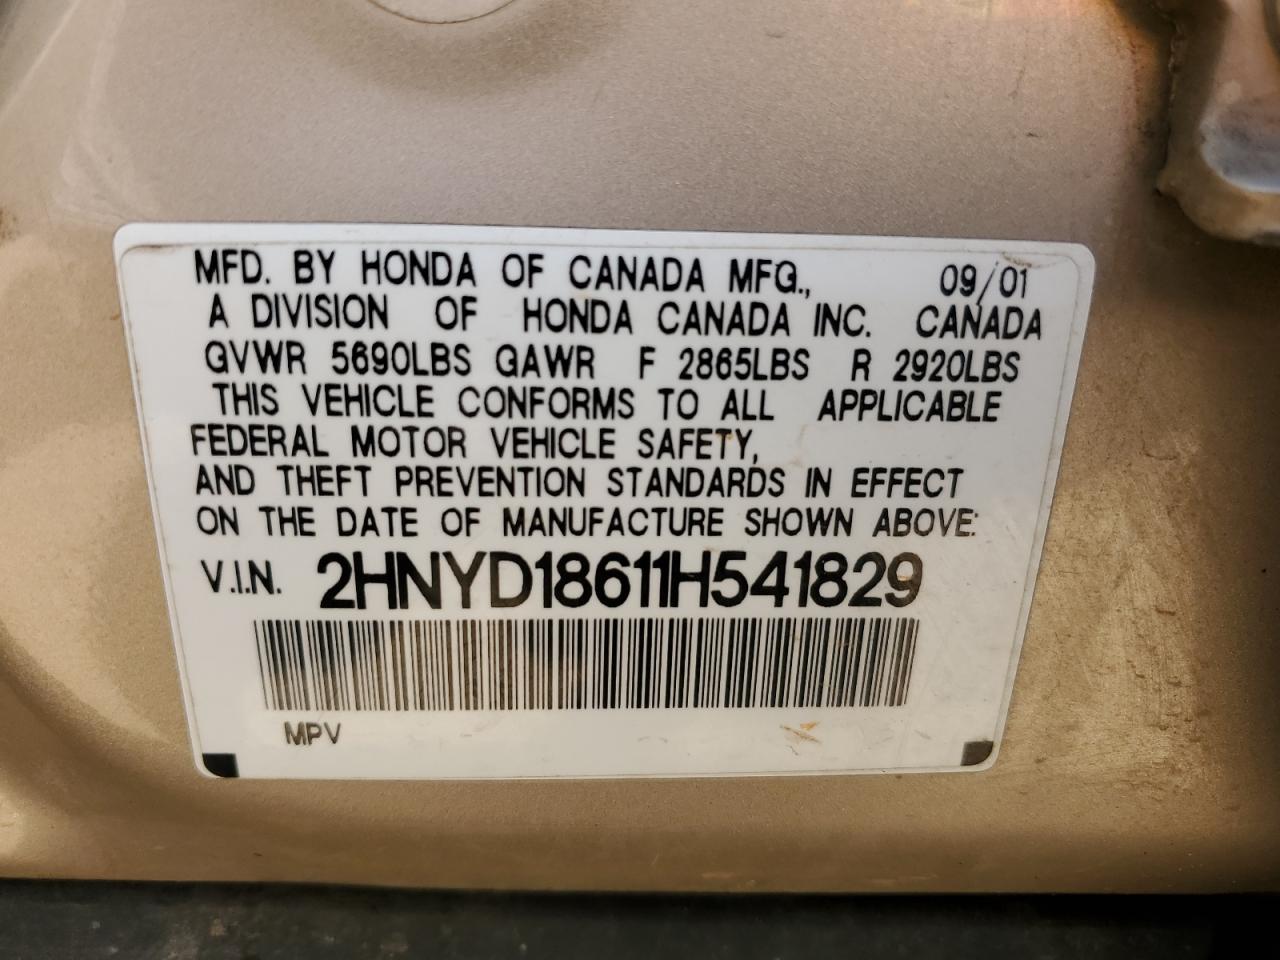 MFD. BY HONDA OF CANADA MFG., 09/01
A DIVISION OF HONDA CANADA INC. CANADA
GVWR 5690LBS GAWR F 2865LBS R 2920LBS
THIS VEHICLE CONFORMS TO ALL APPLICABLE
FEDERAL MOTOR VEHICLE SAFETY,
AND THEFT PREVENTION STANDARDS IN EFFECT
ON THE DATE OF MANUFACTURE SHOWN ABOVE:
V.I.N. 2HNYD18611H541829
MPV